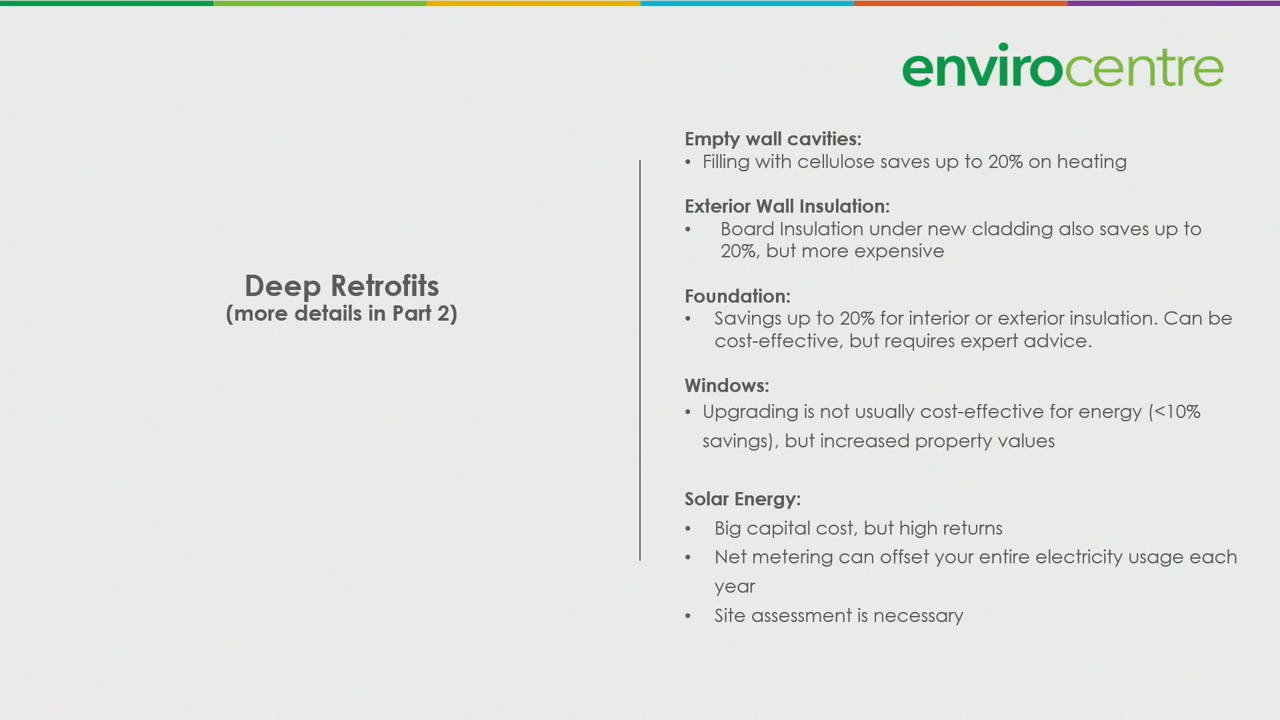 envirocentre
Deep Retrofits
(more details in Part 2)
Empty wall cavities:
• Filling with cellulose saves up to 20% on heating
Exterior Wall Insulation:
• Board Insulation under new cladding also saves up to
20%, but more expensive
Foundation:
• Savings up to 20% for interior or exterior insulation. Can be
cost-effective, but requires expert advice.
Windows:
• Upgrading is not usually cost-effective for energy (<10%
savings), but increased property values
Solar Energy:
• Big capital cost, but high returns
• Net metering can offset your entire electricity usage each
year
• Site assessment is necessary